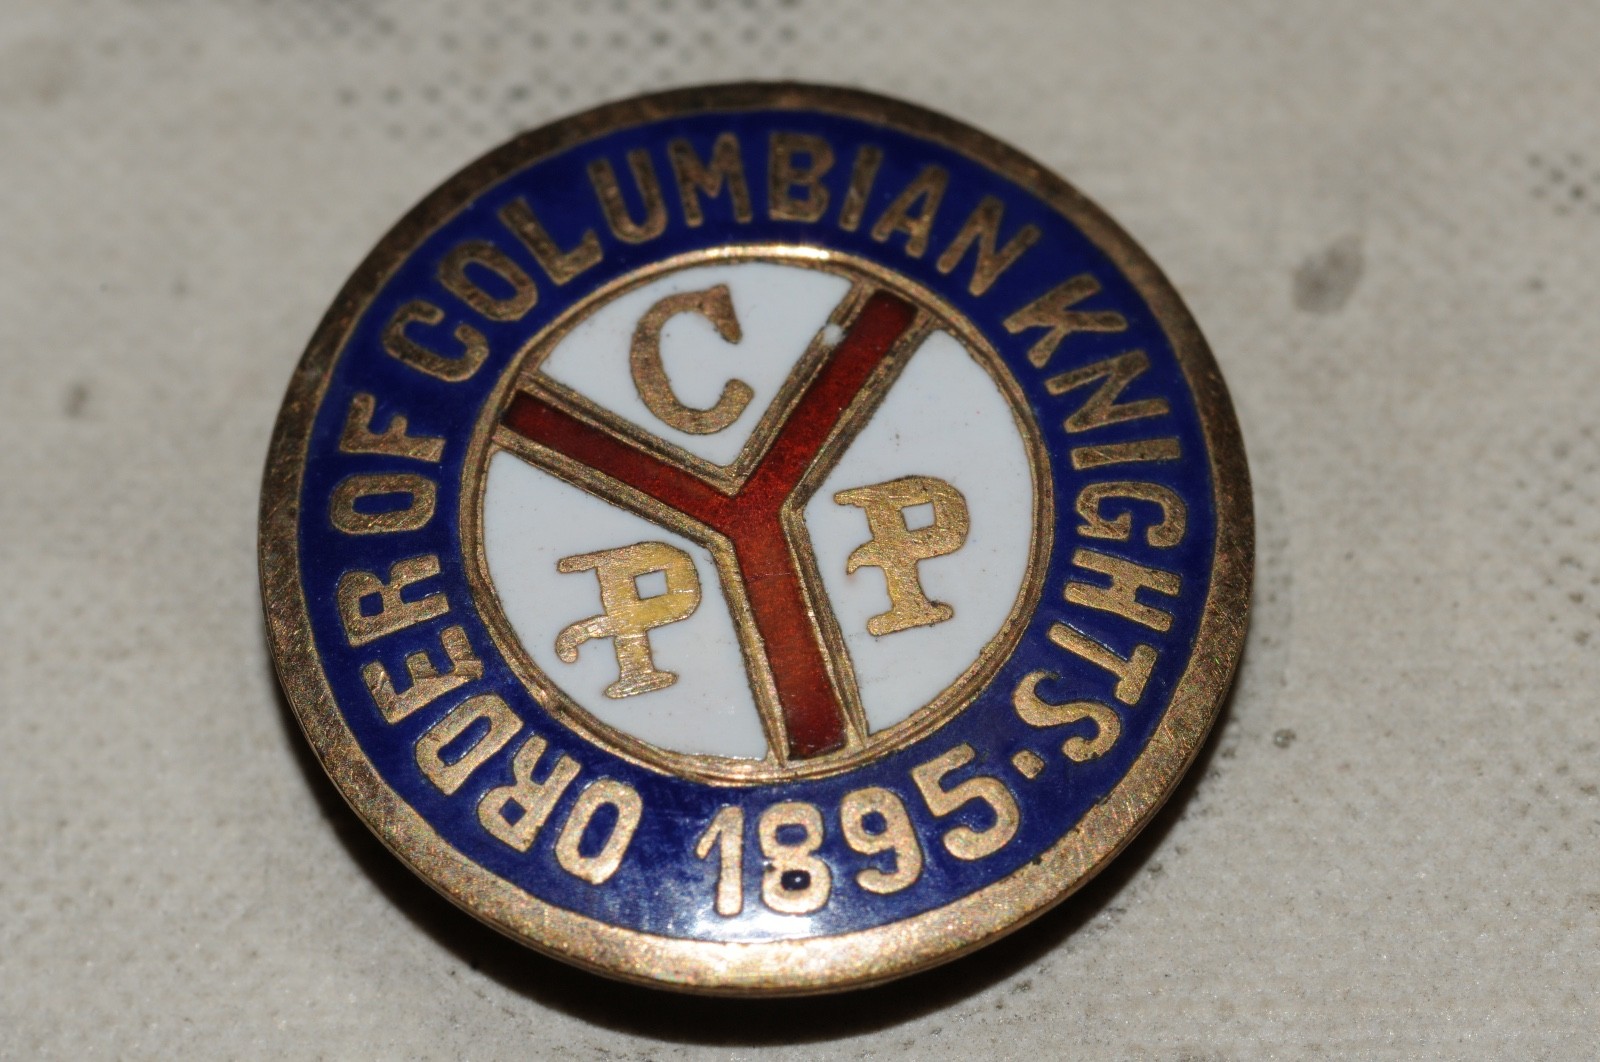 ORDER OF COLUMBIAN KNIGHTS.
1895
C
P P